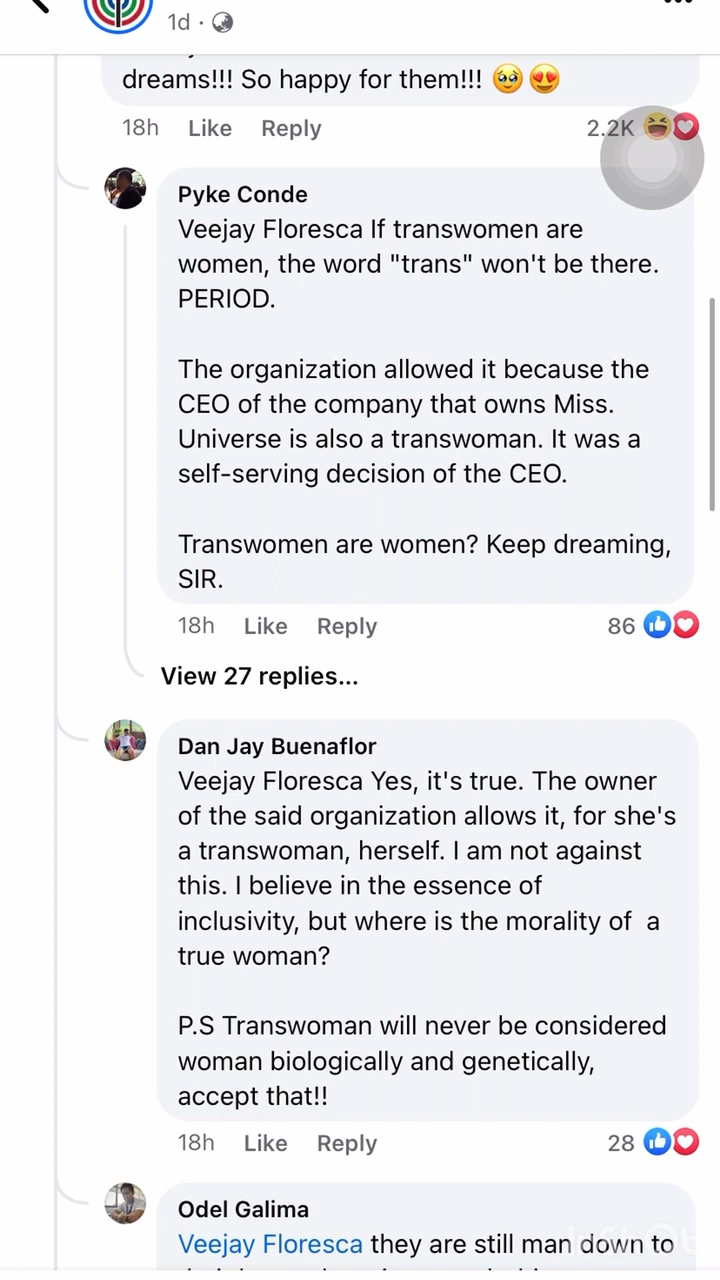 1d
dreams!!! So happy for them!!! 🥹😍
18h Like Reply 2.2K
Pyke Conde
Veejay Floresca If transwomen are
women, the word "trans" won't be there.
PERIOD.
The organization allowed it because the
CEO of the company that owns Miss.
Universe is also a transwoman. It was a
self-serving decision of the CEO.
Transwomen are women? Keep dreaming,
SIR.
18h Like Reply 86
View 27 replies...
Dan Jay Buenaflor
Veejay Floresca Yes, it's true. The owner
of the said organization allows it, for she's
a transwoman, herself. I am not against
this. I believe in the essence of
inclusivity, but where is the morality of a
true woman?
P.S Transwoman will never be considered
woman biologically and genetically,
accept that!!
18h Like Reply 28
Odel Galima
Veejay Floresca they are still man down to